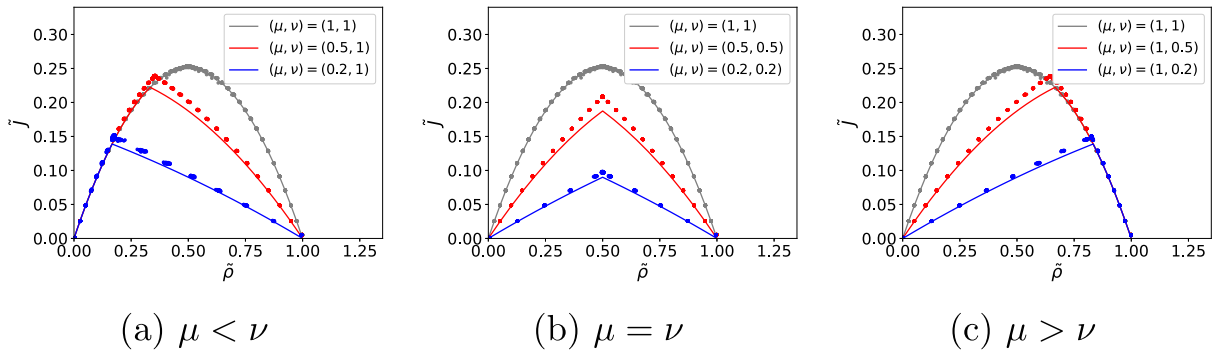 0.30
0.25
0.20
0.15
0.10
0.05
0.00
J̃
0.00 0.25 0.50 0.75 1.00 1.25
ρ̃
(μ, ν) = (1, 1)
(μ, ν) = (0.5, 1)
(μ, ν) = (0.2, 1)
(a) μ < ν
0.30
0.25
0.20
0.15
0.10
0.05
0.00
J̃
0.00 0.25 0.50 0.75 1.00 1.25
ρ̃
(μ, ν) = (1, 1)
(μ, ν) = (0.5, 0.5)
(μ, ν) = (0.2, 0.2)
(b) μ = ν
0.30
0.25
0.20
0.15
0.10
0.05
0.00
J̃
0.00 0.25 0.50 0.75 1.00 1.25
ρ̃
(μ, ν) = (1, 1)
(μ, ν) = (1, 0.5)
(μ, ν) = (1, 0.2)
(c) μ > ν